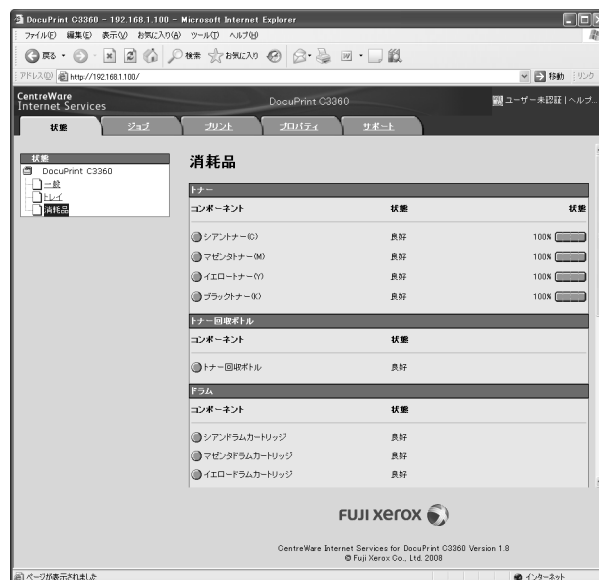 DocuPrint C3360 - 192.168.1.100 - Microsoft Internet Explorer
ファイル(F) 編集(E) 表示(V) お気に入り(A) ツール(T) ヘルプ(H)
戻る 検索 お気に入り
アドレス(D) http://192.168.1.100/ 移動 リンク
CentreWare
Internet Services
DocuPrint C3360
ユーザー未認証 | ヘルプ...
状態 ジョブ プリント プロパティ サポート
状態
DocuPrint C3360
一般
トレイ
消耗品
消耗品
トナー
コンポーネント 状態 状態
シアントナー(C) 良好 100%
マゼンタトナー(M) 良好 100%
イエロートナー(Y) 良好 100%
ブラックトナー(K) 良好 100%
トナー回収ボトル
コンポーネント 状態
トナー回収ボトル 良好
ドラム
コンポーネント 状態
シアンドラムカートリッジ 良好
マゼンタドラムカートリッジ 良好
イエロードラムカートリッジ 良好
FUJI XEROX
CentreWare Internet Services for DocuPrint C3360 Version 1.8
© Fuji Xerox Co., Ltd. 2008
ページが表示されました インターネット